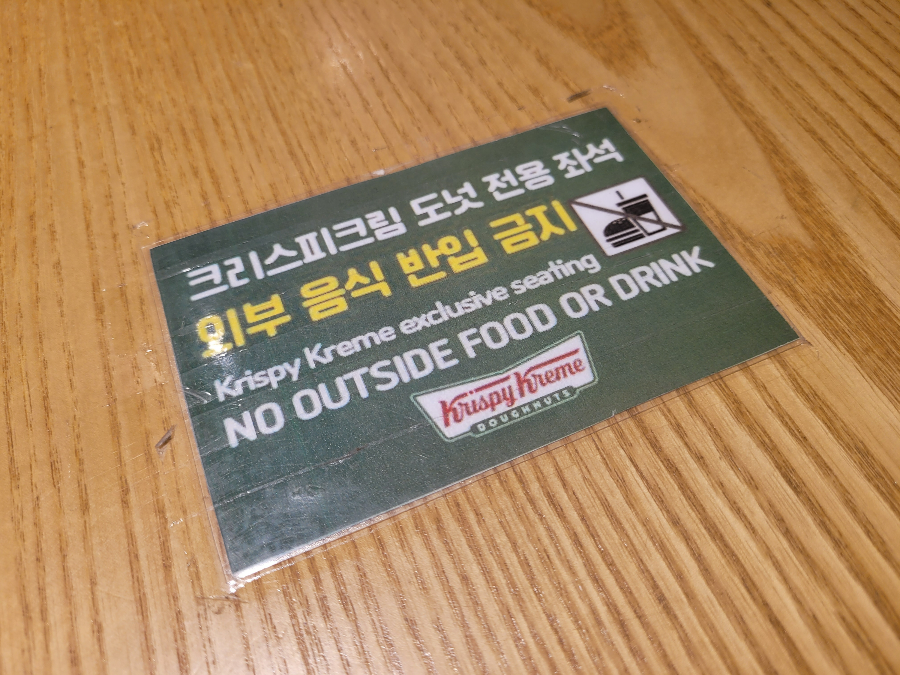 크리스피크림 도넛 전용 좌석
외부 음식 반입 금지
Krispy Kreme exclusive seating
NO OUTSIDE FOOD OR DRINK
Krispy Kreme
DOUGHNUTS